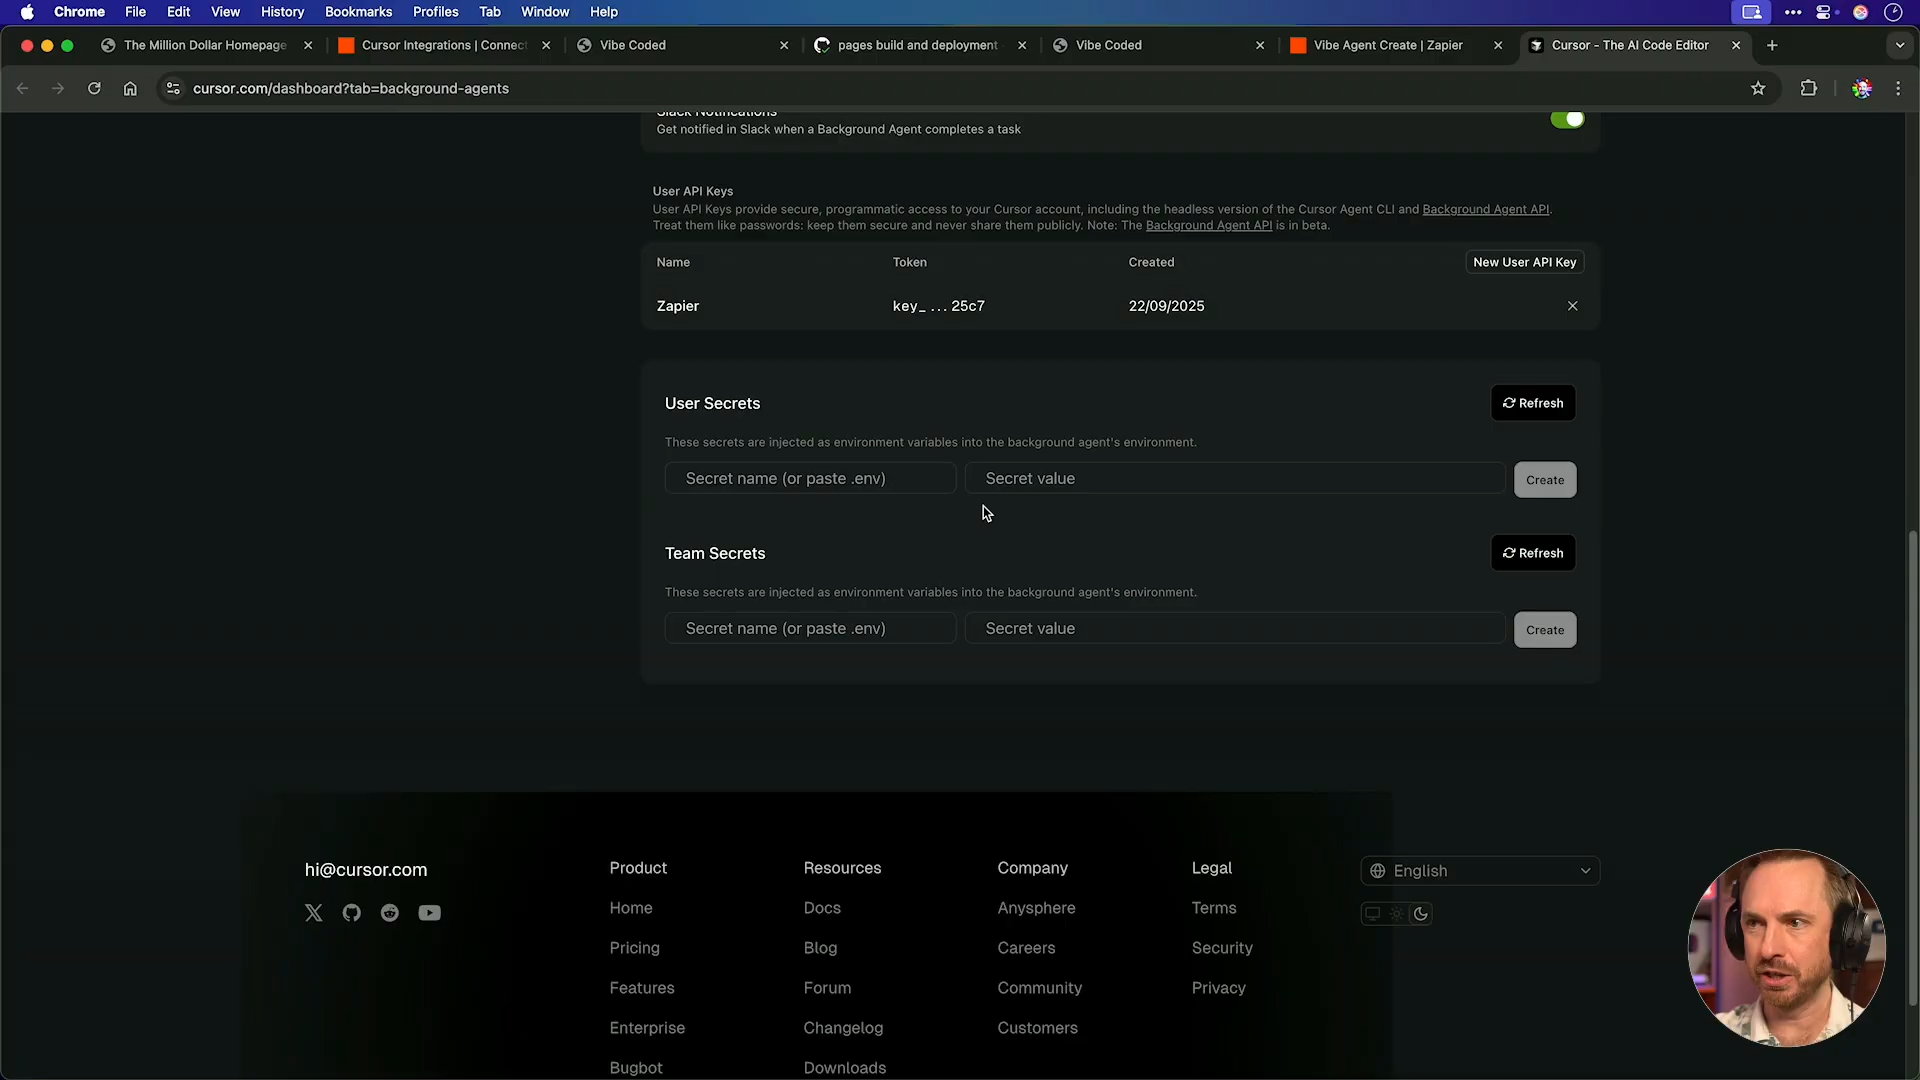 Chrome File Edit View History Bookmarks Profiles Tab Window Help
The Million Dollar Homepage
Cursor Integrations | Connect
Vibe Coded
pages build and deployment
Vibe Coded
Vibe Agent Create | Zapier
Cursor - The AI Code Editor
cursor.com/dashboard?tab=background-agents
Slack Notifications
Get notified in Slack when a Background Agent completes a task
User API Keys
User API Keys provide secure, programmatic access to your Cursor account, including the headless version of the Cursor Agent CLI and Background Agent API.
Treat them like passwords: keep them secure and never share them publicly. Note: The Background Agent API is in beta.
Name Token Created New User API Key
Zapier key_ ... 25c7 22/09/2025
User Secrets Refresh
These secrets are injected as environment variables into the background agent's environment.
Secret name (or paste .env) Secret value Create
Team Secrets Refresh
These secrets are injected as environment variables into the background agent's environment.
Secret name (or paste .env) Secret value Create
hi@cursor.com
Product
Home
Pricing
Features
Enterprise
Bugbot
Resources
Docs
Blog
Forum
Changelog
Downloads
Company
Anysphere
Careers
Community
Customers
Legal
Terms
Security
Privacy
English